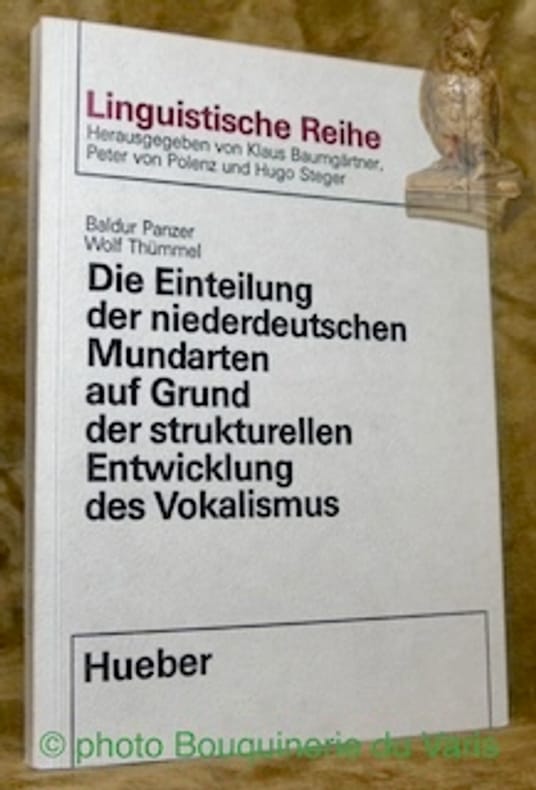 Linguistische Reihe
Herausgegeben von Klaus Baumgärtner,
Peter von Polenz und Hugo Steger
Baldur Panzer
Wolf Thümmel
Die Einteilung
der niederdeutschen
Mundarten
auf Grund
der strukturellen
Entwicklung
des Vokalismus
Hueber
© photo Bouquinerie du Varis